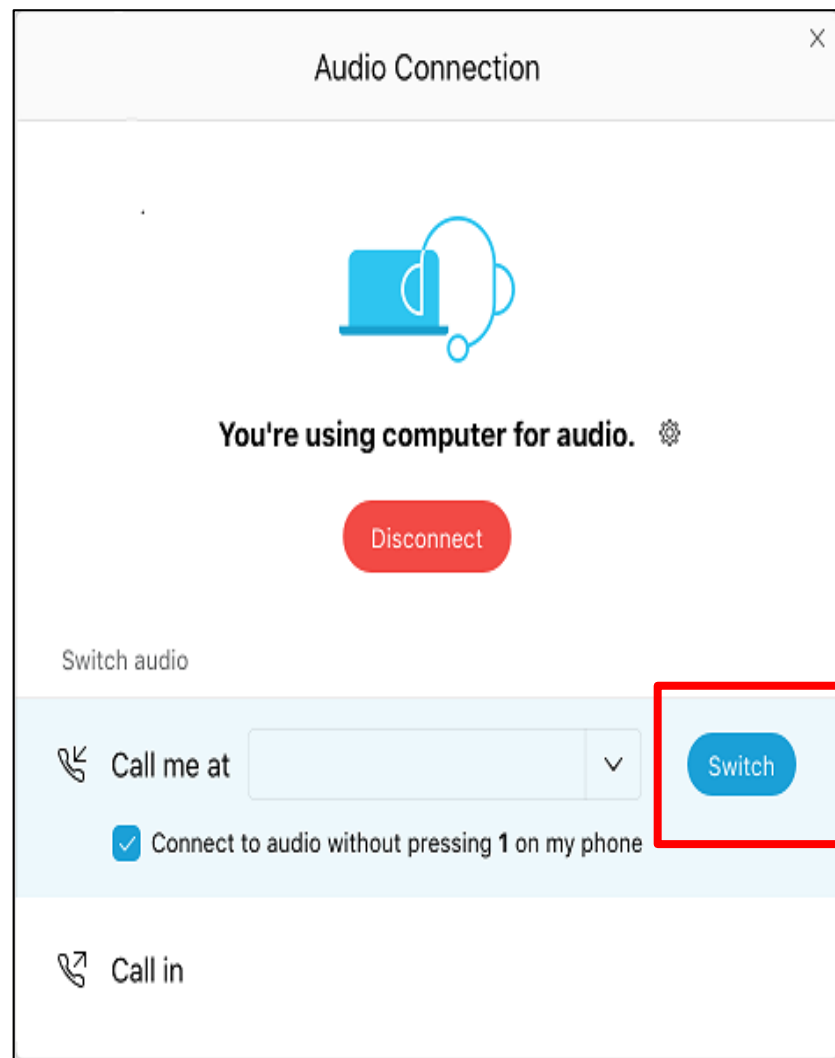 Audio Connection
You're using computer for audio.
Disconnect
Switch audio
Call me at
Switch
Connect to audio without pressing 1 on my phone
Call in